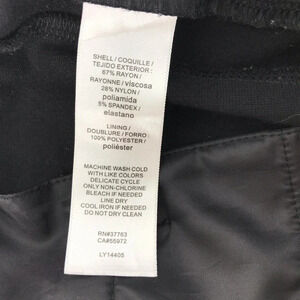 SHELL / COQUILLE /
TEJIDO EXTERIOR :
67% RAYON /
RAYONNE / viscosa
28% NYLON /
poliamida
5% SPANDEX /
elastano
LINING /
DOUBLURE / FORRO :
100% POLYESTER /
poliéster
MACHINE WASH COLD
WITH LIKE COLORS
DELICATE CYCLE
ONLY NON-CHLORINE
BLEACH IF NEEDED
LINE DRY
COOL IRON IF NEEDED
DO NOT DRY CLEAN
RN#37763
CA#55972
LY14405